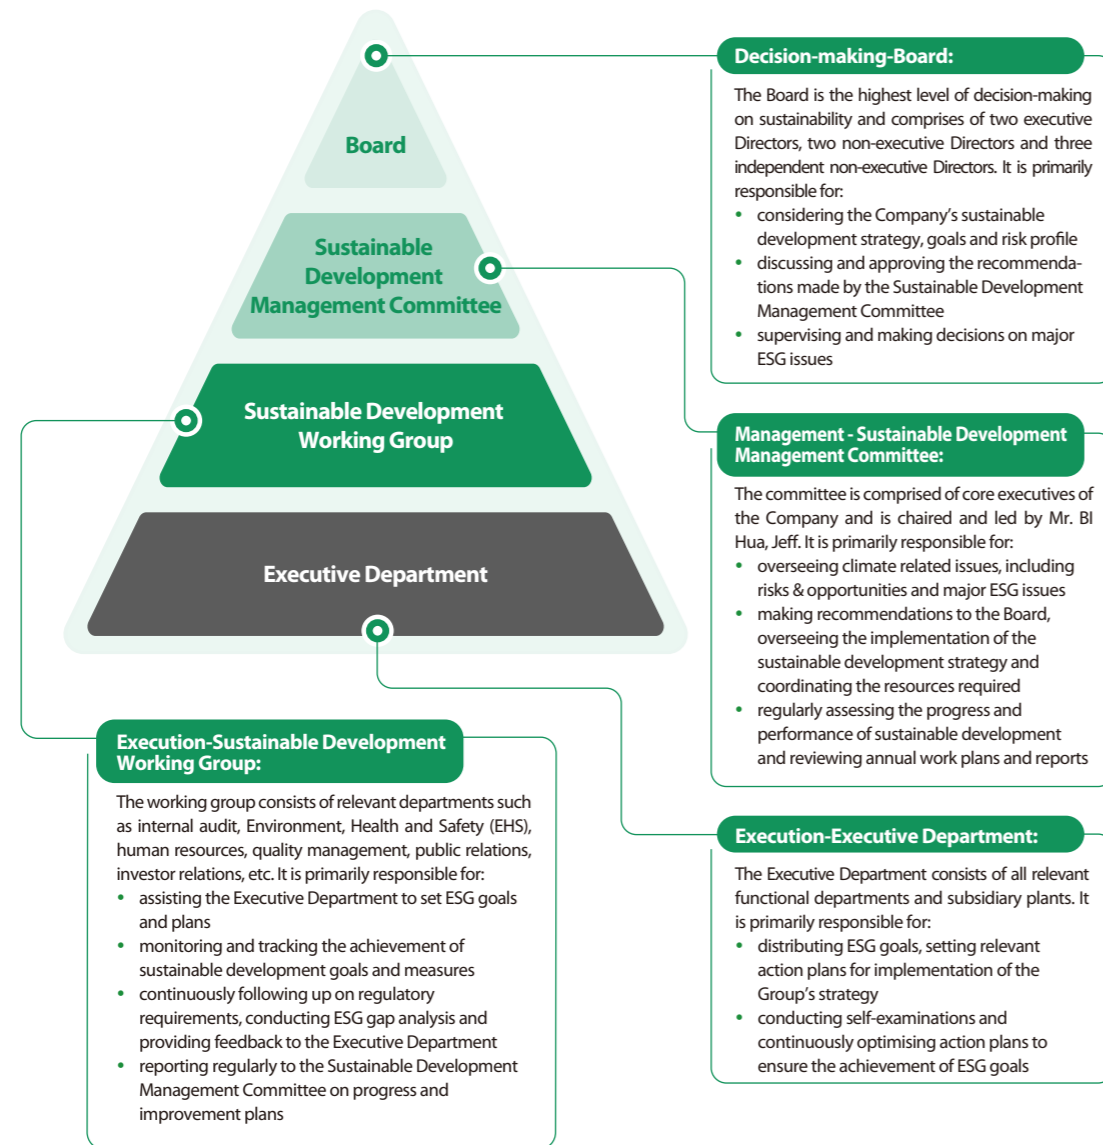 Board
Sustainable
Development
Management Committee
Sustainable Development
Working Group
Executive Department
Decision-making-Board:
The Board is the highest level of decision-making
on sustainability and comprises of two executive
Directors, two non-executive Directors and three
independent non-executive Directors. It is primarily
responsible for:
• considering the Company's sustainable
development strategy, goals and risk profile
• discussing and approving the recommenda-
tions made by the Sustainable Development
Management Committee
• supervising and making decisions on major
ESG issues
Management - Sustainable Development
Management Committee:
The committee is comprised of core executives of
the Company and is chaired and led by Mr. BI
Hua, Jeff. It is primarily responsible for:
• overseeing climate related issues, including
risks & opportunities and major ESG issues
• making recommendations to the Board,
overseeing the implementation of the
sustainable development strategy and
coordinating the resources required
• regularly assessing the progress and
performance of sustainable development
and reviewing annual work plans and reports
Execution-Sustainable Development
Working Group:
The working group consists of relevant departments such
as internal audit, Environment, Health and Safety (EHS),
human resources, quality management, public relations,
investor relations, etc. It is primarily responsible for:
• assisting the Executive Department to set ESG goals
and plans
• monitoring and tracking the achievement of
sustainable development goals and measures
• continuously following up on regulatory
requirements, conducting ESG gap analysis and
providing feedback to the Executive Department
• reporting regularly to the Sustainable Development
Management Committee on progress and
improvement plans
Execution-Executive Department:
The Executive Department consists of all relevant
functional departments and subsidiary plants. It
is primarily responsible for:
• distributing ESG goals, setting relevant
action plans for implementation of the
Group's strategy
• conducting self-examinations and
continuously optimising action plans to
ensure the achievement of ESG goals